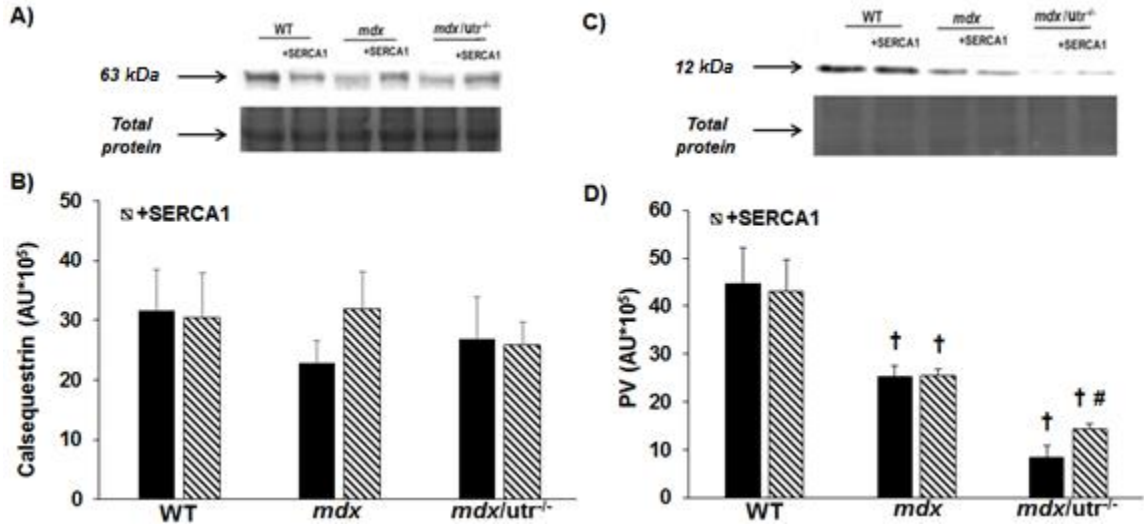 A)
WT mdx mdx/utr-/-
+SERCA1 +SERCA1 +SERCA1
63 kDa
Total
protein
B)
+SERCA1
Calsequestrin (AU*10⁵)
50
40
30
20
10
0
WT mdx mdx/utr-/-
C)
WT mdx mdx/utr-/-
+SERCA1 +SERCA1 +SERCA1
12 kDa
Total
protein
D)
+SERCA1
PV (AU*10⁵)
60
50
40
30
20
10
0
† †
† † #
WT mdx mdx/utr-/-